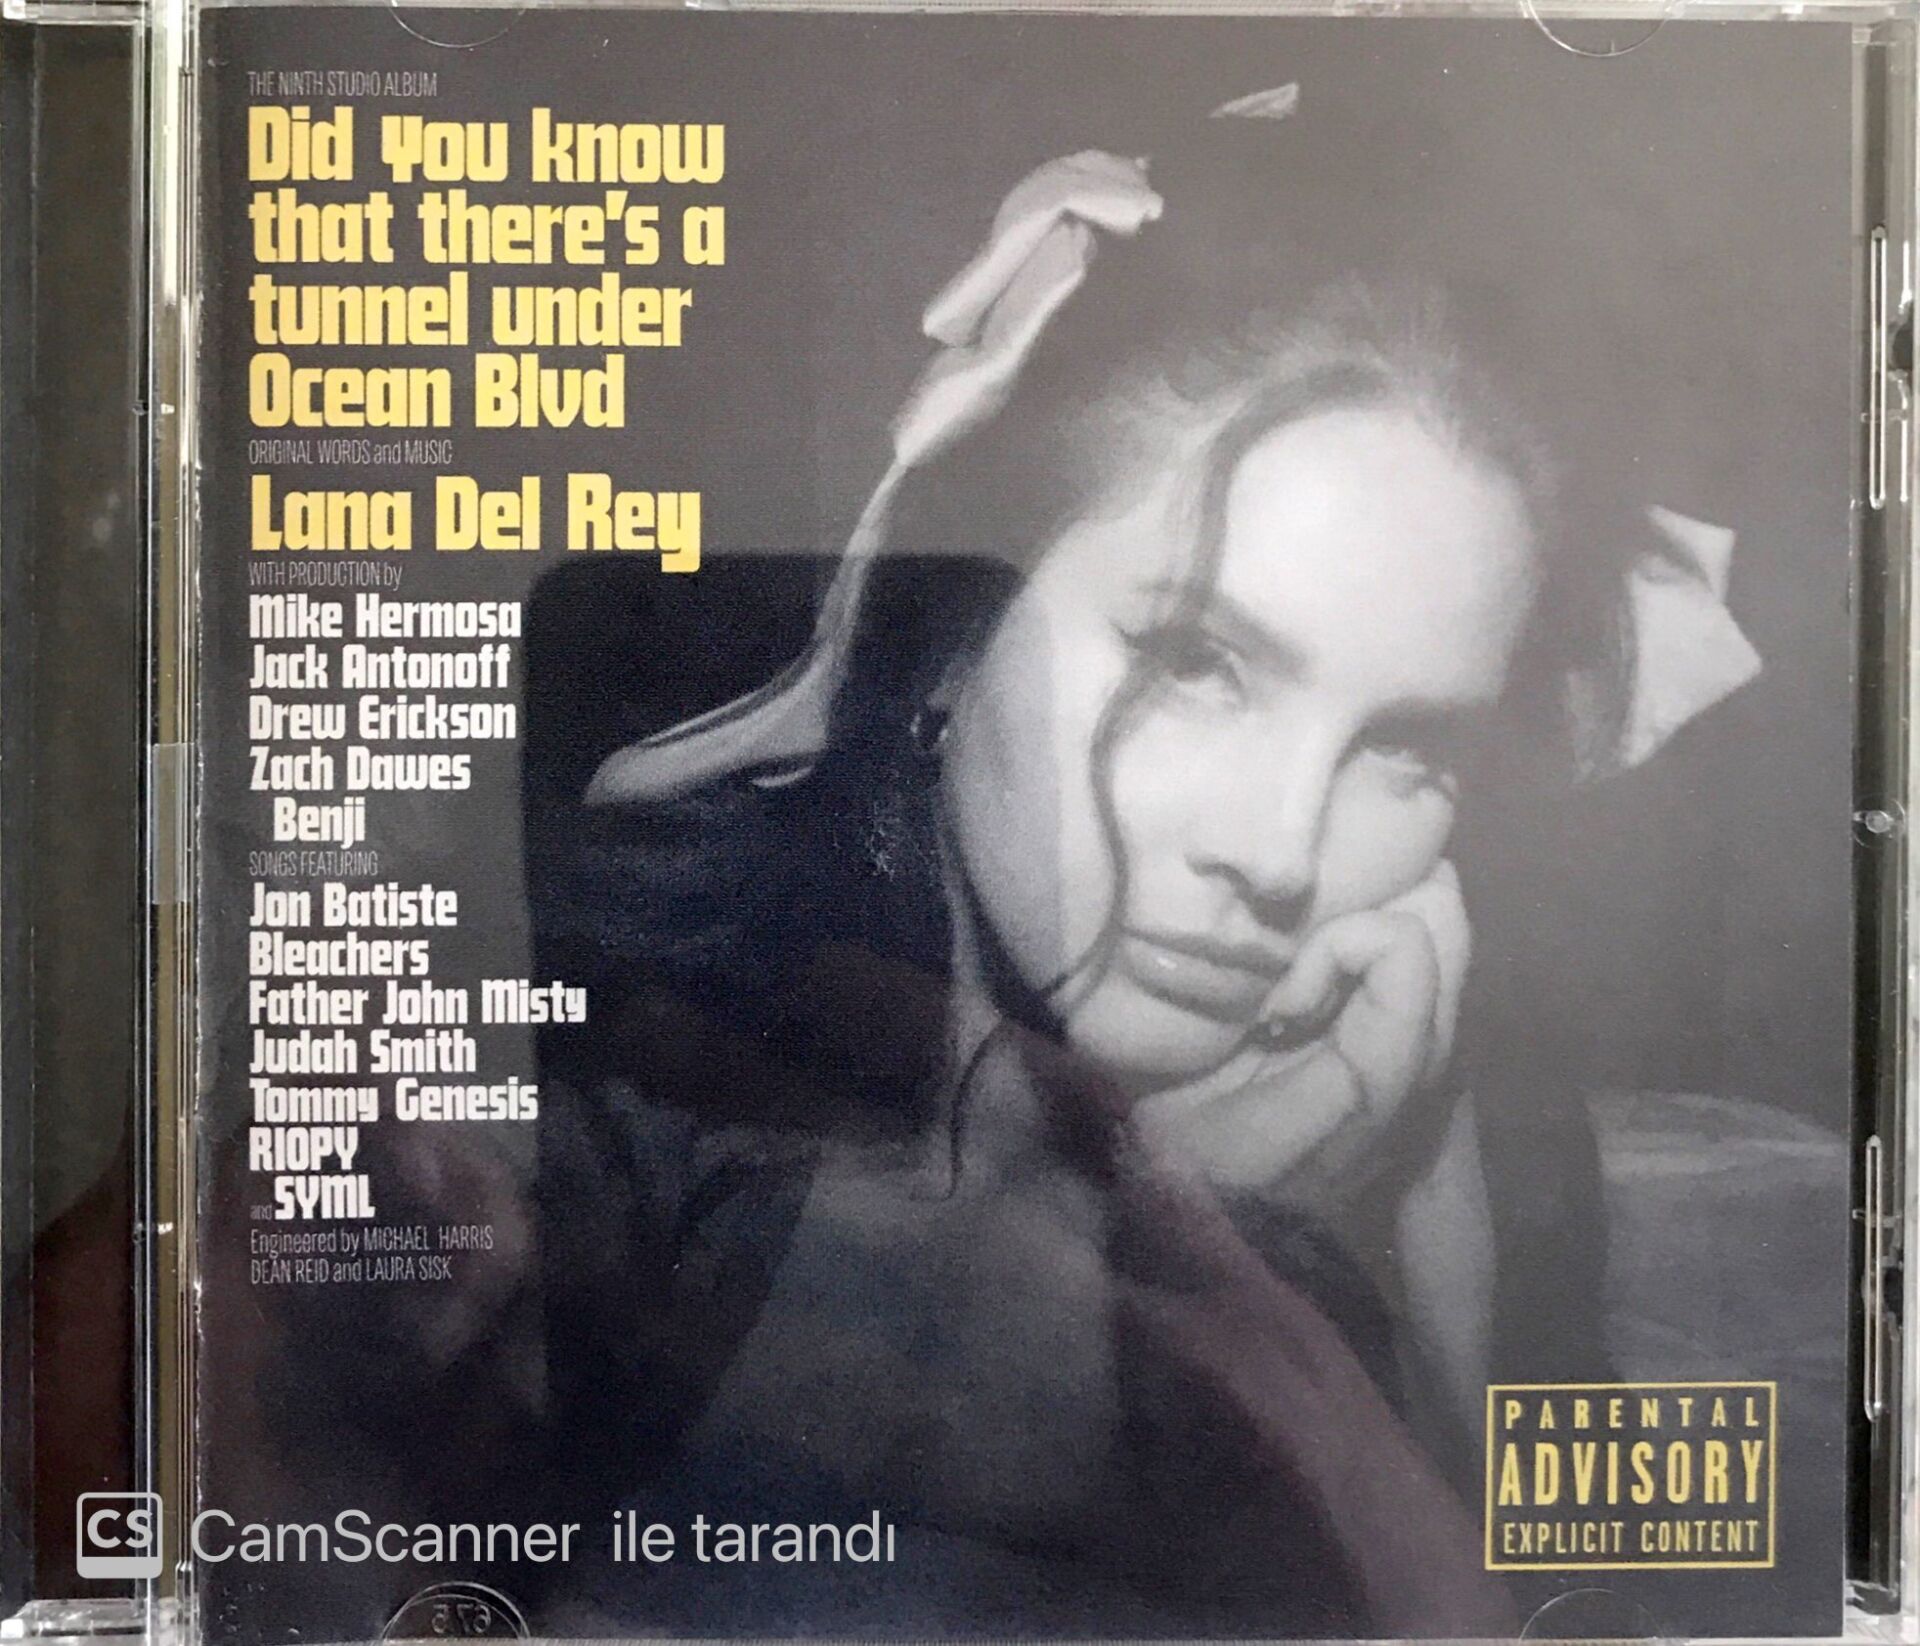 THE NINTH STUDIO ALBUM
Did you know
that there's a
tunnel under
Ocean Blvd
ORIGINAL WORDS and MUSIC
Lana Del Rey
WITH PRODUCTION by
Mike Hermosa
Jack Antonoff
Drew Erickson
Zach Dawes
Benji
SONGS FEATURING
Jon Batiste
Bleachers
Father John Misty
Judah Smith
Tommy Genesis
RIOPY
and SYML
Engineered by MICHAEL HARRIS
DEAN REID and LAURA SISK
PARENTAL
ADVISORY
EXPLICIT CONTENT
CS CamScanner ile tarandı